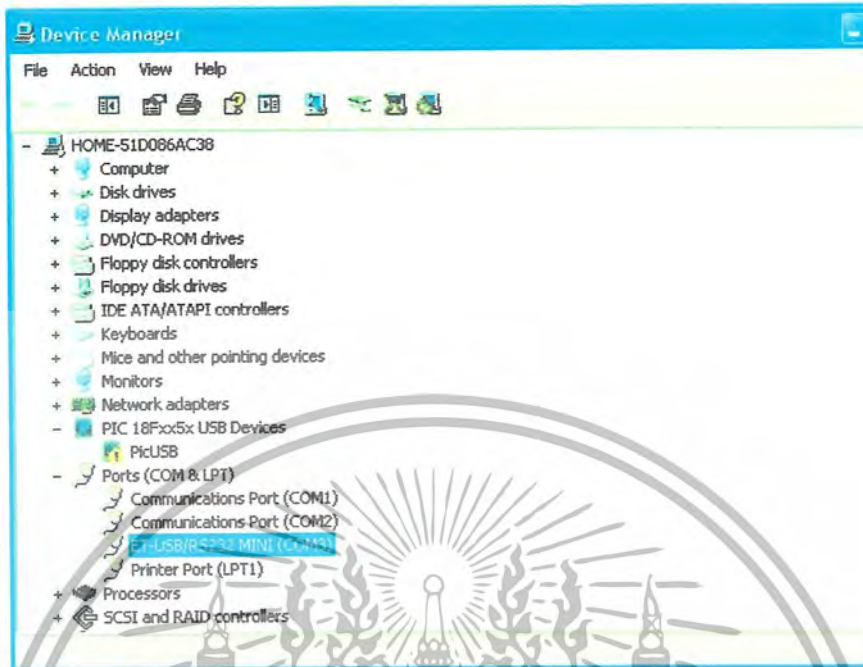 Device Manager
File Action View Help
HOME-51D086AC38
Computer
Disk drives
Display adapters
DVD/CD-ROM drives
Floppy disk controllers
Floppy disk drives
IDE ATA/ATAPI controllers
Keyboards
Mice and other pointing devices
Monitors
Network adapters
PIC 18Fxx5x USB Devices
PicUSB
Ports (COM & LPT)
Communications Port (COM1)
Communications Port (COM2)
ET-USB/RS232 MINI (COM3)
Printer Port (LPT1)
Processors
SCSI and RAID controllers